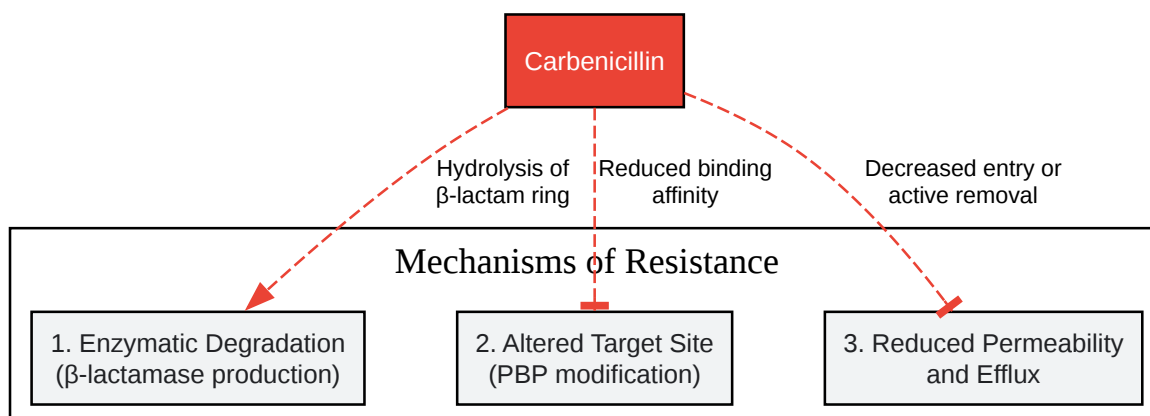 Carbenicillin
Hydrolysis of
β-lactam ring
Reduced binding
affinity
Decreased entry or
active removal
Mechanisms of Resistance
1. Enzymatic Degradation
(β-lactamase production)
2. Altered Target Site
(PBP modification)
3. Reduced Permeability
and Efflux